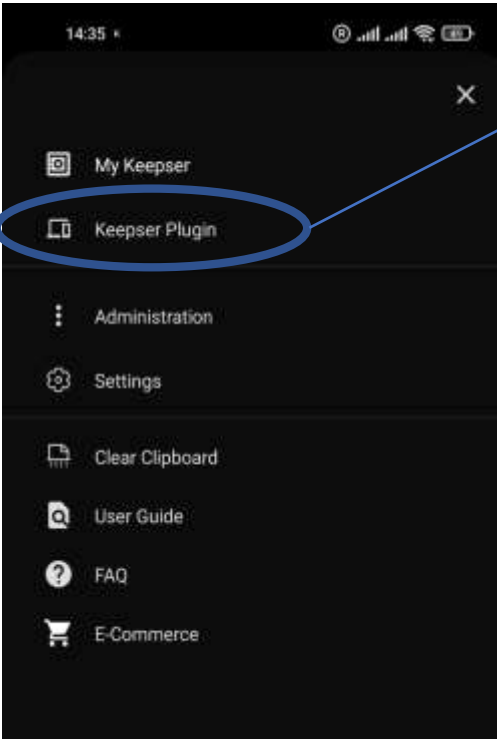 14:35
My Keepser
Keepser Plugin
Administration
Settings
Clear Clipboard
User Guide
FAQ
E-Commerce